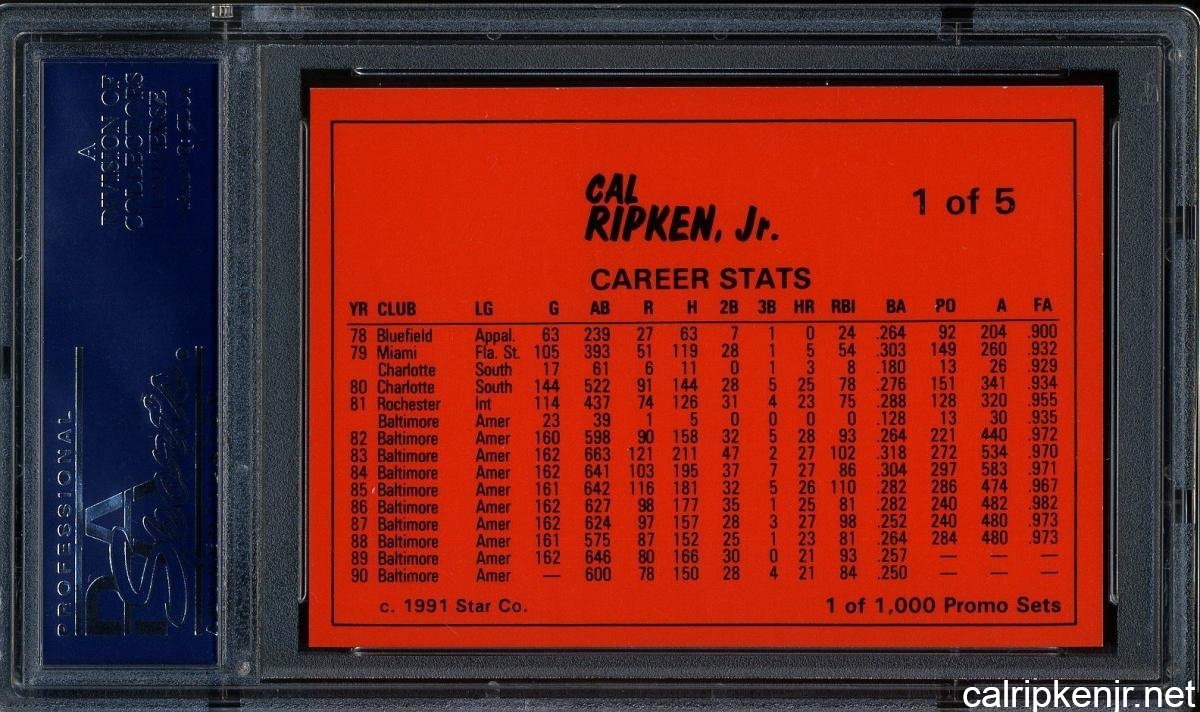 A
DIVISION OF
COLLECTORS
UNIVERSE
PROFESSIONAL
PSA
CAL
RIPKEN, Jr.
1 of 5
CAREER STATS
YR CLUB LG G AB R H 2B 3B HR RBI BA PO A FA
78 Bluefield Appal. 63 239 27 63 7 1 0 24 .264 92 204 .900
79 Miami Fla. St. 105 393 51 119 28 1 5 54 .303 149 260 .932
Charlotte South 17 61 6 11 0 1 3 8 .180 13 26 .929
80 Charlotte South 144 522 91 144 28 5 25 78 .276 151 341 .934
81 Rochester Int 114 437 74 126 31 4 23 75 .288 128 320 .955
Baltimore Amer 23 39 1 5 0 0 0 0 .128 13 30 .935
82 Baltimore Amer 160 598 90 158 32 5 28 93 .264 221 440 .972
83 Baltimore Amer 162 663 121 211 47 2 27 102 .318 272 534 .970
84 Baltimore Amer 162 641 103 195 37 7 27 86 .304 297 583 .971
85 Baltimore Amer 161 642 116 181 32 5 26 110 .282 286 474 .967
86 Baltimore Amer 162 627 98 177 35 1 25 81 .282 240 482 .982
87 Baltimore Amer 162 624 97 157 28 3 27 98 .252 240 480 .973
88 Baltimore Amer 161 575 87 152 25 1 23 81 .264 284 480 .973
89 Baltimore Amer 162 646 80 166 30 0 21 93 .257 — — —
90 Baltimore Amer — 600 78 150 28 4 21 84 .250 — — —
c. 1991 Star Co.
1 of 1,000 Promo Sets
calripkenjr.net